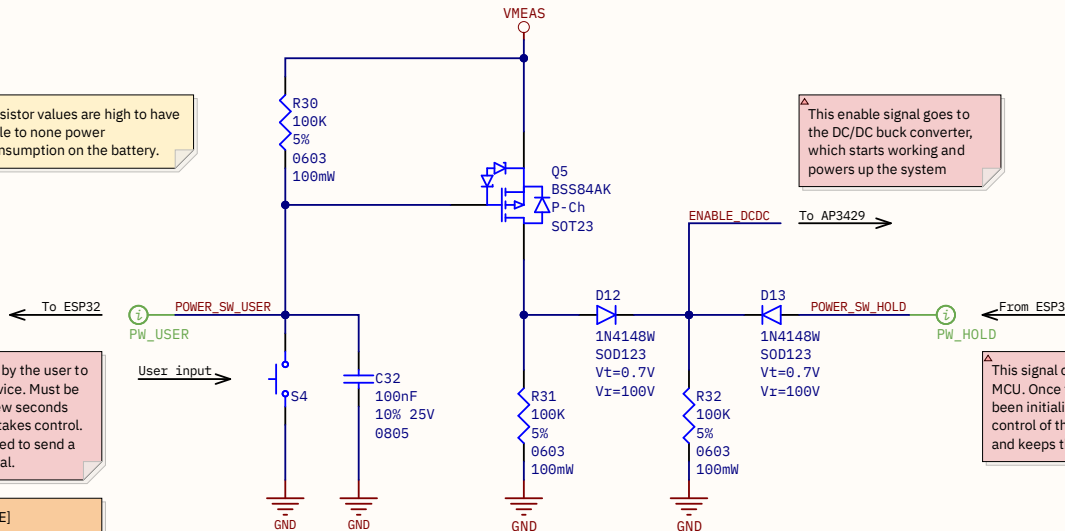 VMEAS
sistor values are high to have
le to none power
nsumption on the battery.
R30
100K
5%
0603
100mW
This enable signal goes to
the DC/DC buck converter,
which starts working and
powers up the system
Q5
BSS84AK
P-Ch
SOT23
ENABLE_DCDC
To AP3429
To ESP32
POWER_SW_USER
PW_USER
D12
1N4148W
SOD123
Vt=0.7V
Vr=100V
D13
1N4148W
SOD123
Vt=0.7V
Vr=100V
POWER_SW_HOLD
PW_HOLD
From ESP3
by the user to
vice. Must be
ew seconds
takes control.
ed to send a
al.
User input
S4
C32
100nF
10% 25V
0805
R31
100K
5%
0603
100mW
R32
100K
5%
0603
100mW
This signal c
MCU. Once
been initiali
control of th
and keeps t
GND
GND
GND
GND
E]